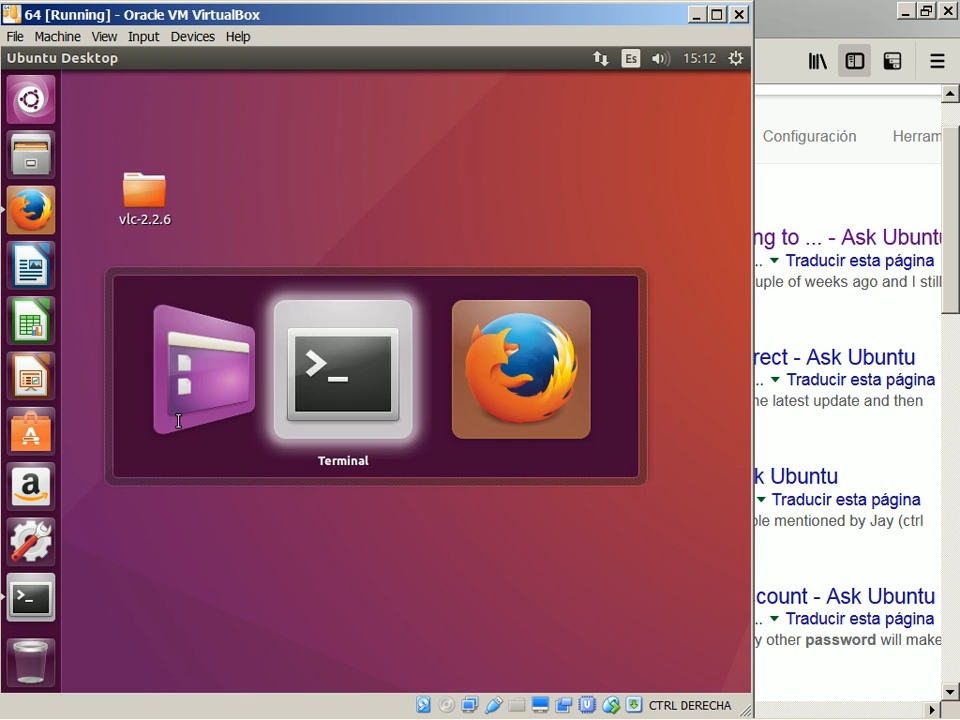 64 [Running] - Oracle VM VirtualBox
File Machine View Input Devices Help
Ubuntu Desktop
Es
15:12
vlc-2.2.6
Terminal
CTRL DERECHA
Configuración Herram
ng to ... - Ask Ubuntu
.. Traducir esta página
uple of weeks ago and I still
rect - Ask Ubuntu
.. Traducir esta página
he latest update and then
k Ubuntu
Traducir esta página
ple mentioned by Jay (ctrl
count - Ask Ubuntu
.. Traducir esta página
y other password will make